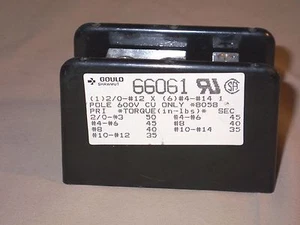 GOULD
SHAWMUT
66061
(1)2/0-#12 X (6)#4-#14 1
POLE 600V CU ONLY *8058
PRI *TORQUE(in-lbs)* SEC
2/0-#3 50 #4-#6 45
#4-#6 45 #8 40
#8 40 #10-#14 35
#10-#12 35